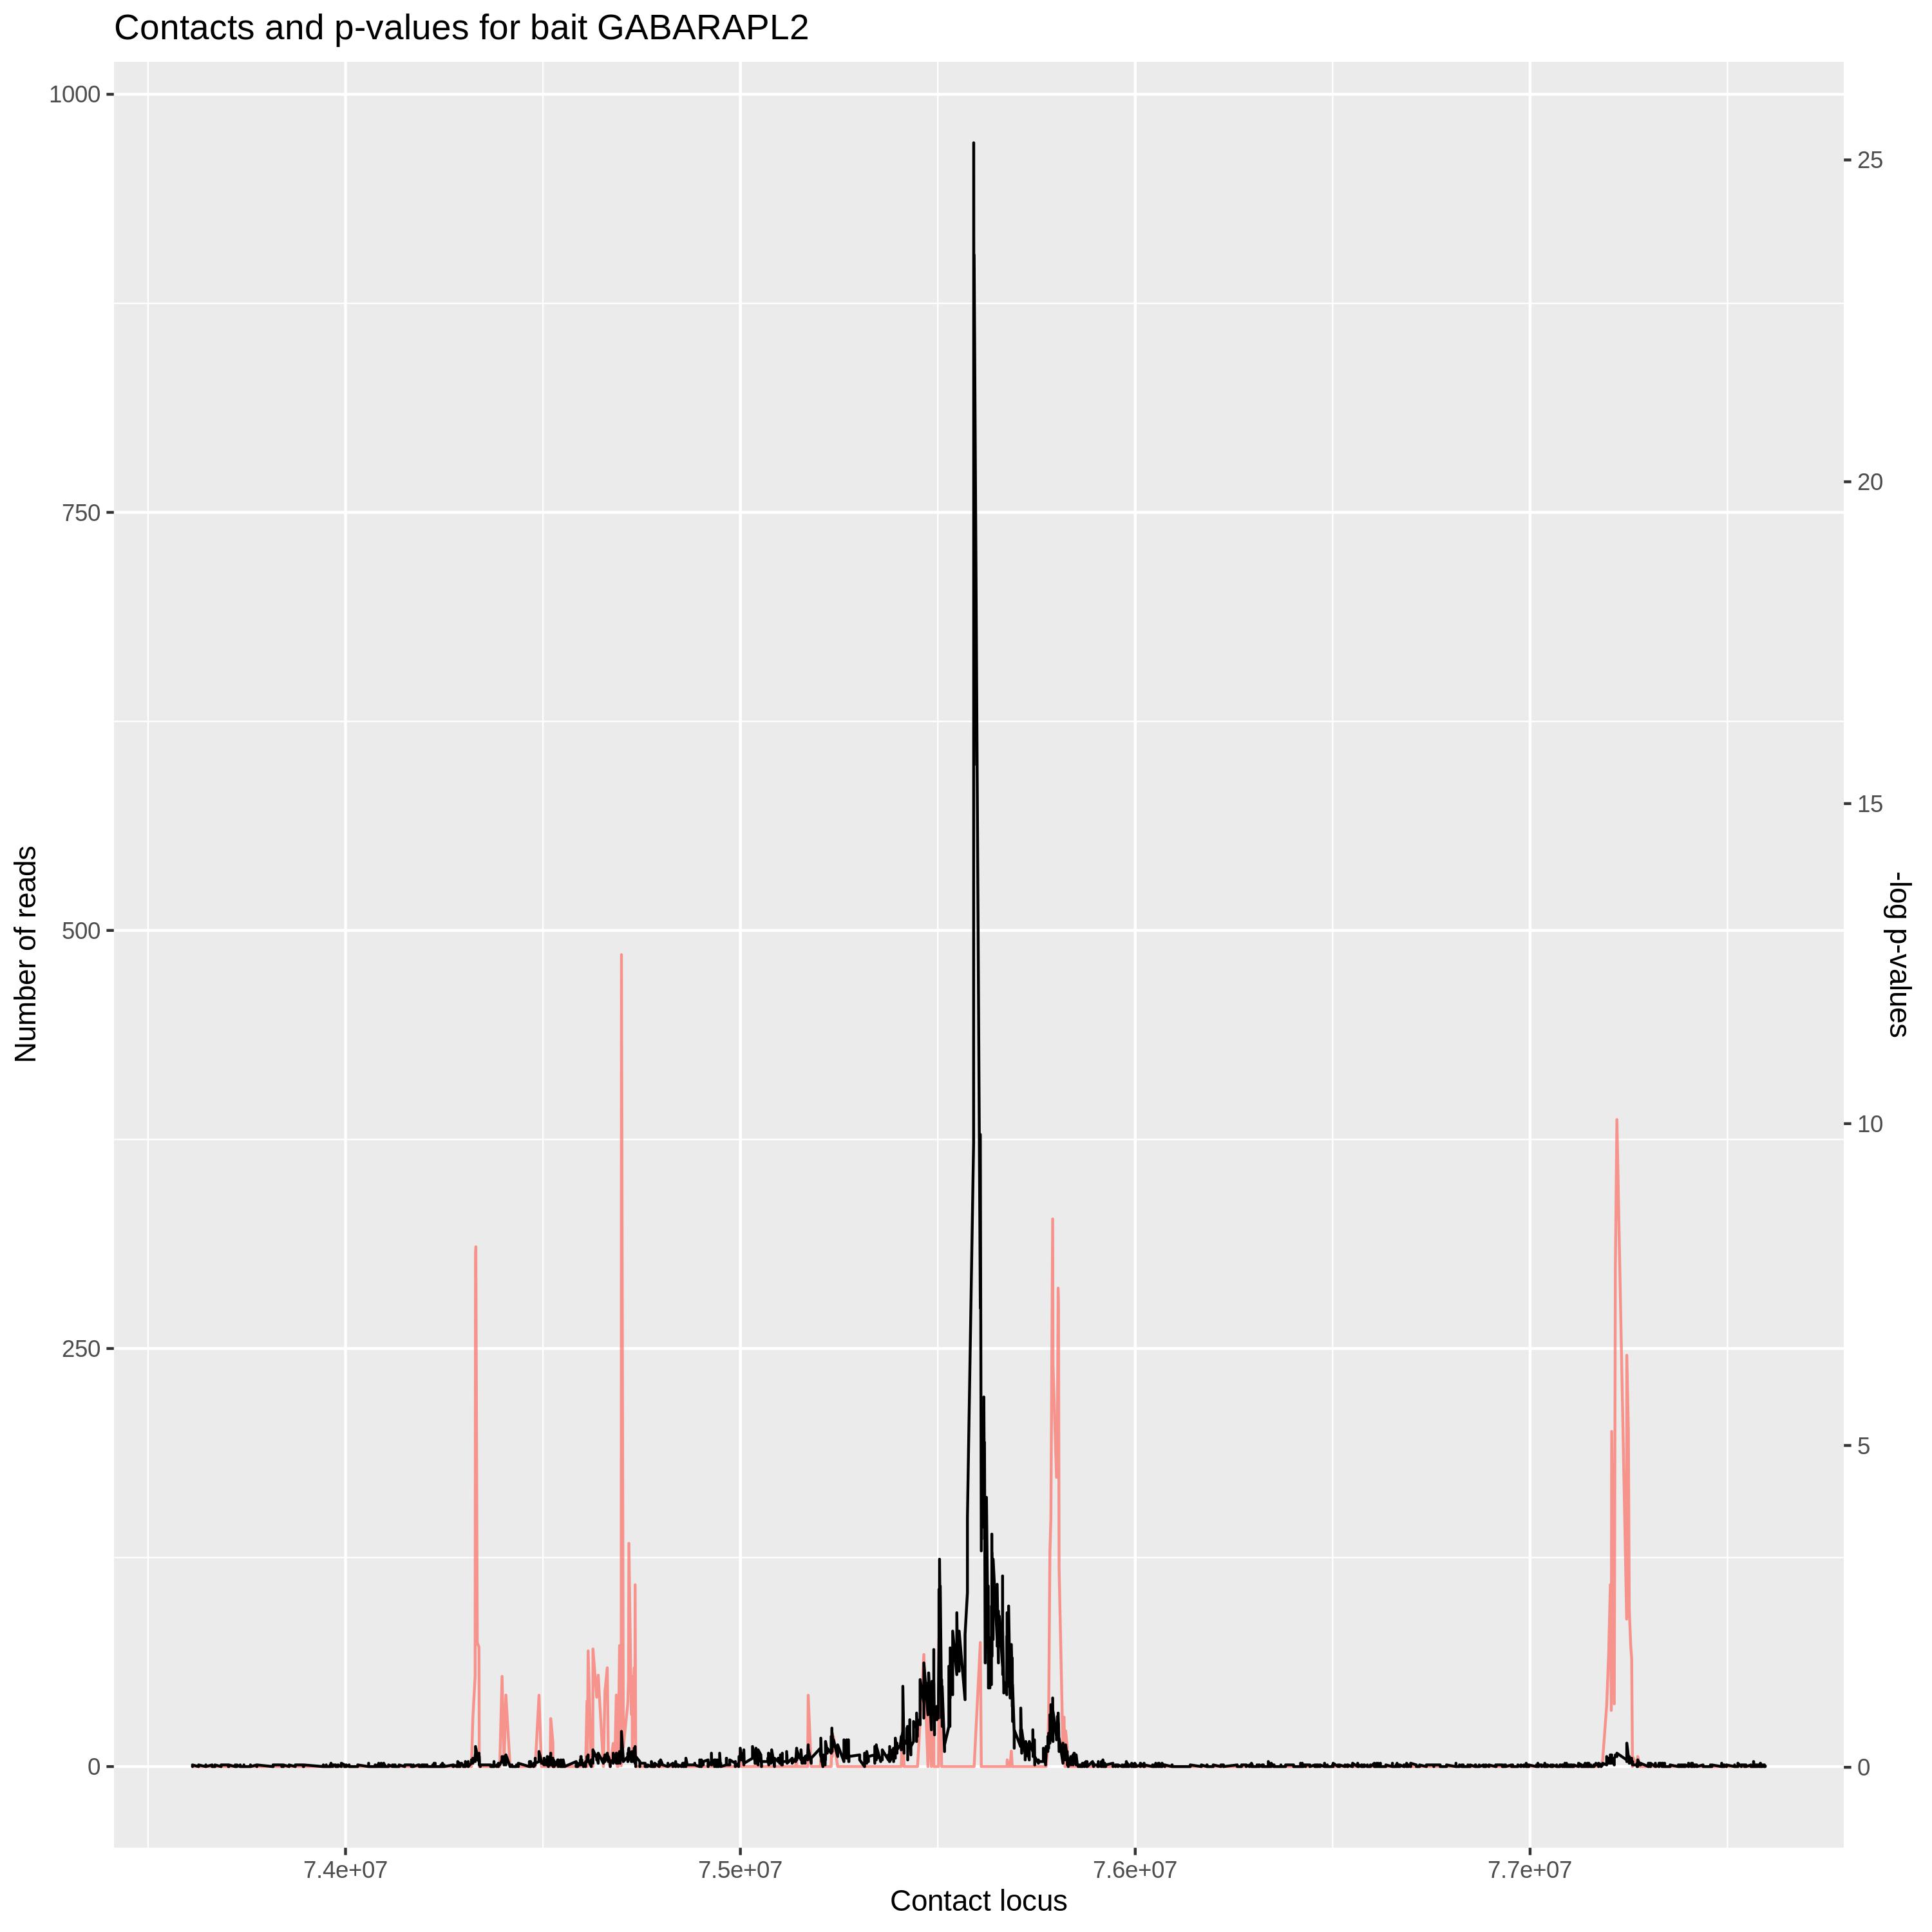 Contacts and p-values for bait GABARAPL2
1000
750
500
250
0
Number of reads
25
20
15
10
5
0
-log p-values
7.4e+07
7.5e+07
7.6e+07
7.7e+07
Contact locus